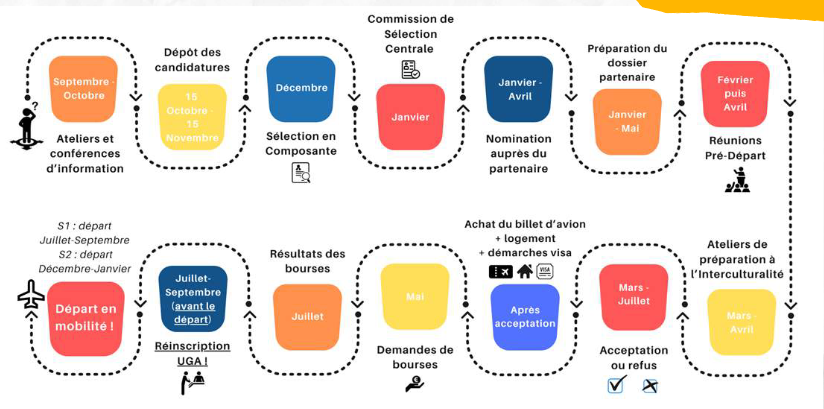 Septembre -
Octobre
Ateliers et
conférences
d'information
Dépôt des
candidatures
15
Octobre -
15
Novembre
Décembre
Sélection en
Composante
Commission de
Sélection
Centrale
Janvier
Janvier -
Avril
Nomination
auprès du
partenaire
Préparation du
dossier
partenaire
Janvier
- Mai
Février
puis
Avril
Réunions
Pré-Départ
Ateliers de
préparation à
l'Interculturalité
Mars -
Avril
Mars -
Juillet
Acceptation
ou refus
Achat du billet d'avion
+ logement
+ démarches visa
VISA
Après
acceptation
Mai
Demandes de
bourses
Résultats des
bourses
Juillet
Juillet-
Septembre
(avant le
départ)
Réinscription
UGA !
S1 : départ
Juillet-Septembre
S2 : départ
Décembre-Janvier
Départ en
mobilité !